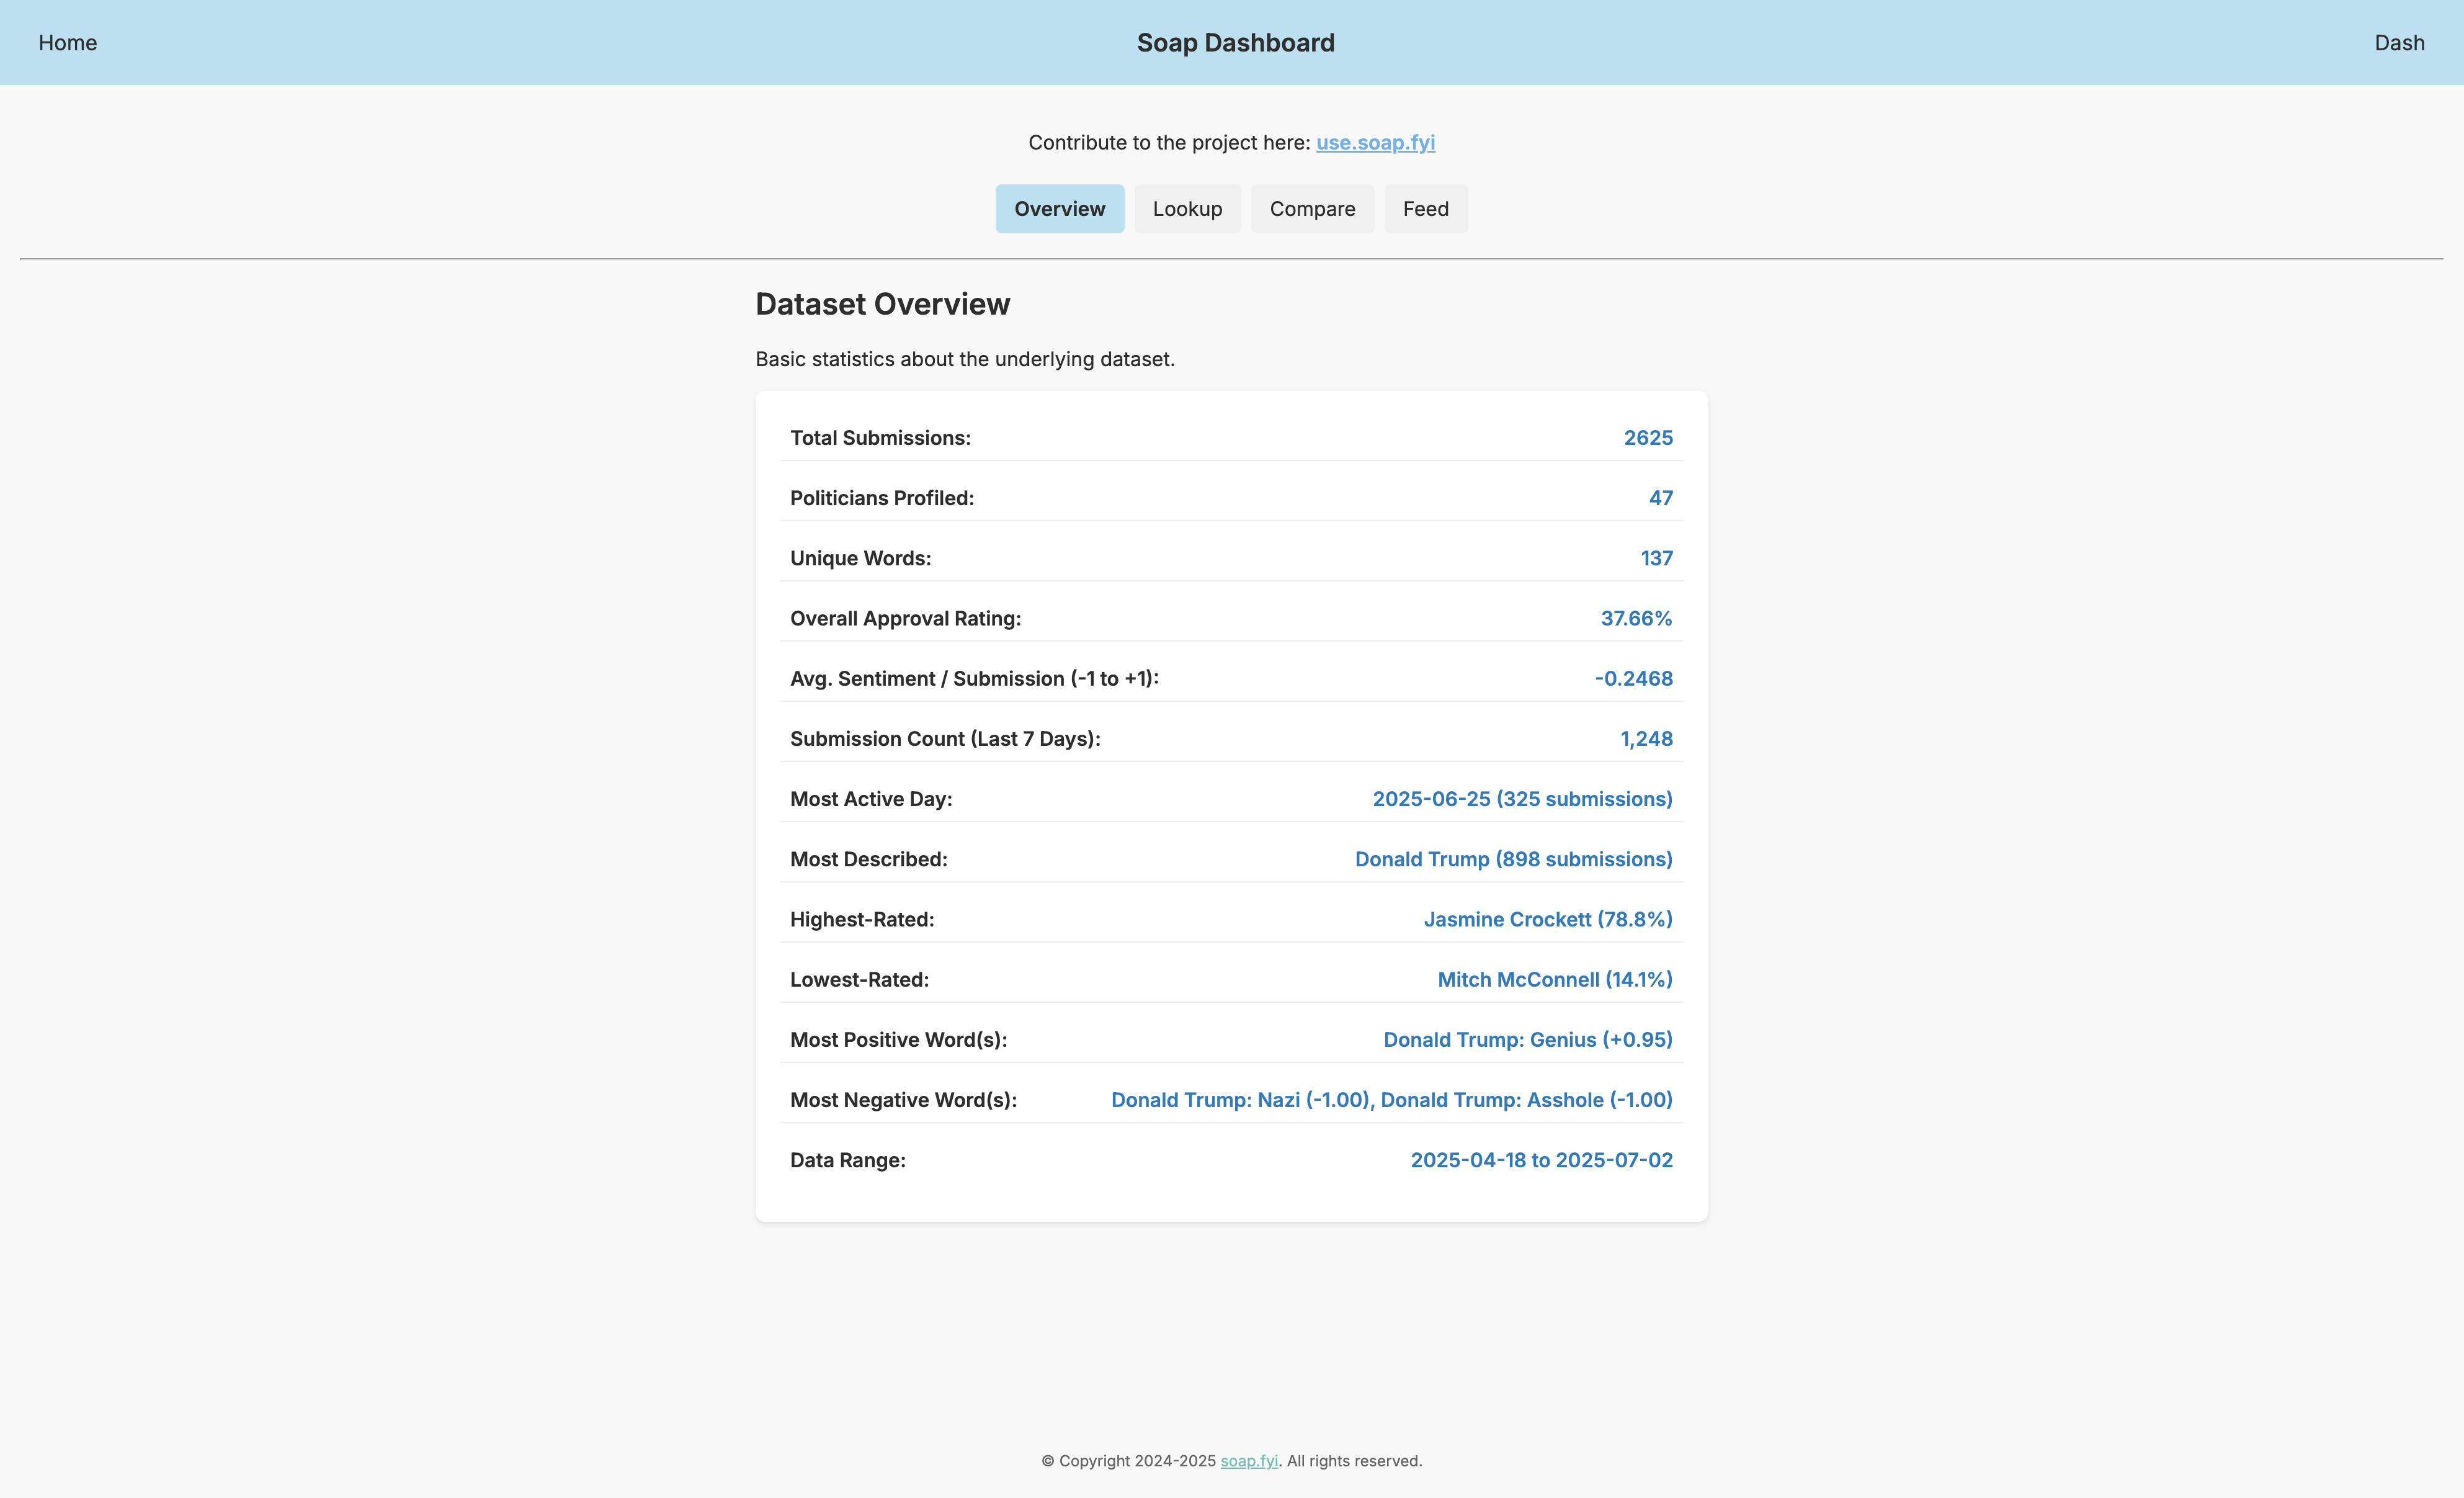 Home Soap Dashboard Dash
Contribute to the project here: use.soap.fyi
Overview Lookup Compare Feed
Dataset Overview
Basic statistics about the underlying dataset.
Total Submissions: 2625
Politicians Profiled: 47
Unique Words: 137
Overall Approval Rating: 37.66%
Avg. Sentiment / Submission (-1 to +1): -0.2468
Submission Count (Last 7 Days): 1,248
Most Active Day: 2025-06-25 (325 submissions)
Most Described: Donald Trump (898 submissions)
Highest-Rated: Jasmine Crockett (78.8%)
Lowest-Rated: Mitch McConnell (14.1%)
Most Positive Word(s): Donald Trump: Genius (+0.95)
Most Negative Word(s): Donald Trump: Nazi (-1.00), Donald Trump: Asshole (-1.00)
Data Range: 2025-04-18 to 2025-07-02
© Copyright 2024-2025 soap.fyi. All rights reserved.